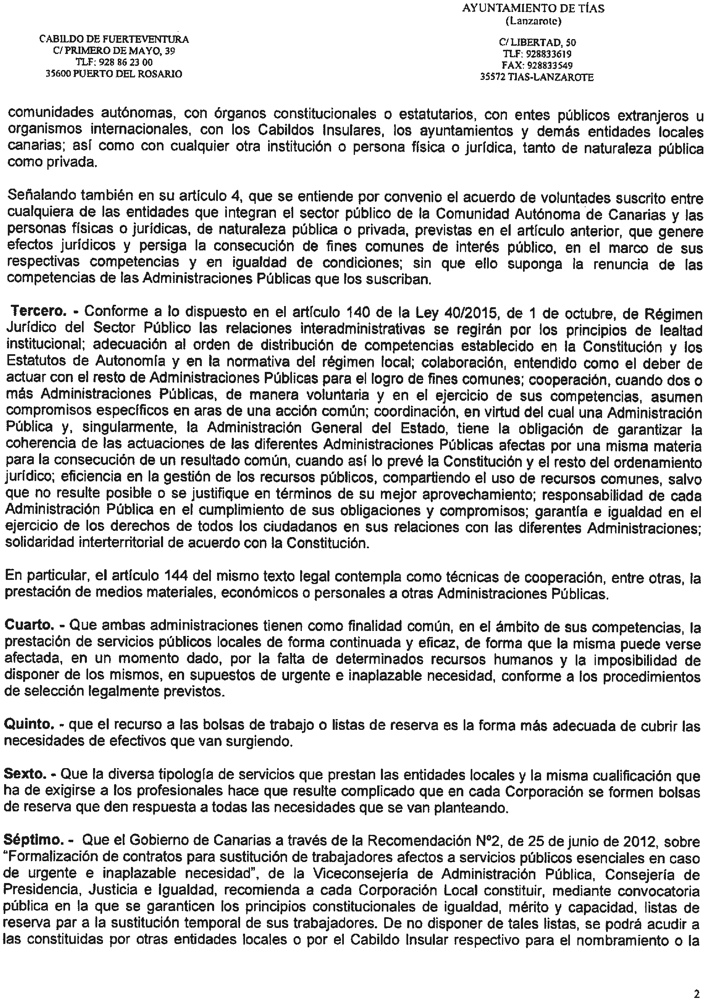 AYUNTAMIENTO DE TÍAS
(Lanzarote)
CABILDO DE FUERTEVENTURA
C/ PRIMERO DE MAYO, 39
TLF: 928 86 23 00
35600 PUERTO DEL ROSARIO
C/ LIBERTAD, 50
TLF: 928833619
FAX: 928833549
35572 TIAS-LANZAROTE
comunidades autónomas, con órganos constitucionales o estatutarios, con entes públicos extranjeros u
organismos internacionales, con los Cabildos Insulares, los ayuntamientos y demás entidades locales
canarias; así como con cualquier otra institución o persona física o jurídica, tanto de naturaleza pública
como privada.
Señalando también en su artículo 4, que se entiende por convenio el acuerdo de voluntades suscrito entre
cualquiera de las entidades que integran el sector público de la Comunidad Autónoma de Canarias y las
personas físicas o jurídicas, de naturaleza pública o privada, previstas en el artículo anterior, que genere
efectos jurídicos y persiga la consecución de fines comunes de interés público, en el marco de sus
respectivas competencias y en igualdad de condiciones; sin que ello suponga la renuncia de las
competencias de las Administraciones Públicas que los suscriban.
Tercero. - Conforme a lo dispuesto en el artículo 140 de la Ley 40/2015, de 1 de octubre, de Régimen
Jurídico del Sector Público las relaciones interadministrativas se regirán por los principios de lealtad
institucional; adecuación al orden de distribución de competencias establecido en la Constitución y los
Estatutos de Autonomía y en la normativa del régimen local; colaboración, entendido como el deber de
actuar con el resto de Administraciones Públicas para el logro de fines comunes; cooperación, cuando dos o
más Administraciones Públicas, de manera voluntaria y en el ejercicio de sus competencias, asumen
compromisos específicos en aras de una acción común; coordinación, en virtud del cual una Administración
Pública y, singularmente, la Administración General del Estado, tiene la obligación de garantizar la
coherencia de las actuaciones de las diferentes Administraciones Públicas afectas por una misma materia
para la consecución de un resultado común, cuando así lo prevé la Constitución y el resto del ordenamiento
jurídico; eficiencia en la gestión de los recursos públicos, compartiendo el uso de recursos comunes, salvo
que no resulte posible o se justifique en términos de su mejor aprovechamiento; responsabilidad de cada
Administración Pública en el cumplimiento de sus obligaciones y compromisos; garantía e igualdad en el
ejercicio de los derechos de todos los ciudadanos en sus relaciones con las diferentes Administraciones;
solidaridad interterritorial de acuerdo con la Constitución.
En particular, el artículo 144 del mismo texto legal contempla como técnicas de cooperación, entre otras, la
prestación de medios materiales, económicos o personales a otras Administraciones Públicas.
Cuarto. - Que ambas administraciones tienen como finalidad común, en el ámbito de sus competencias, la
prestación de servicios públicos locales de forma continuada y eficaz, de forma que la misma puede verse
afectada, en un momento dado, por la falta de determinados recursos humanos y la imposibilidad de
disponer de los mismos, en supuestos de urgente e inaplazable necesidad, conforme a los procedimientos
de selección legalmente previstos.
Quinto. - que el recurso a las bolsas de trabajo o listas de reserva es la forma más adecuada de cubrir las
necesidades de efectivos que van surgiendo.
Sexto. - Que la diversa tipología de servicios que prestan las entidades locales y la misma cualificación que
ha de exigirse a los profesionales hace que resulte complicado que en cada Corporación se formen bolsas
de reserva que den respuesta a todas las necesidades que se van planteando.
Séptimo. - Que el Gobierno de Canarias a través de la Recomendación Nº2, de 25 de junio de 2012, sobre
"Formalización de contratos para sustitución de trabajadores afectos a servicios públicos esenciales en caso
de urgente e inaplazable necesidad", de la Viceconsejería de Administración Pública, Consejería de
Presidencia, Justicia e Igualdad, recomienda a cada Corporación Local constituir, mediante convocatoria
pública en la que se garanticen los principios constitucionales de igualdad, mérito y capacidad, listas de
reserva par a la sustitución temporal de sus trabajadores. De no disponer de tales listas, se podrá acudir a
las constituidas por otras entidades locales o por el Cabildo Insular respectivo para el nombramiento o la
2